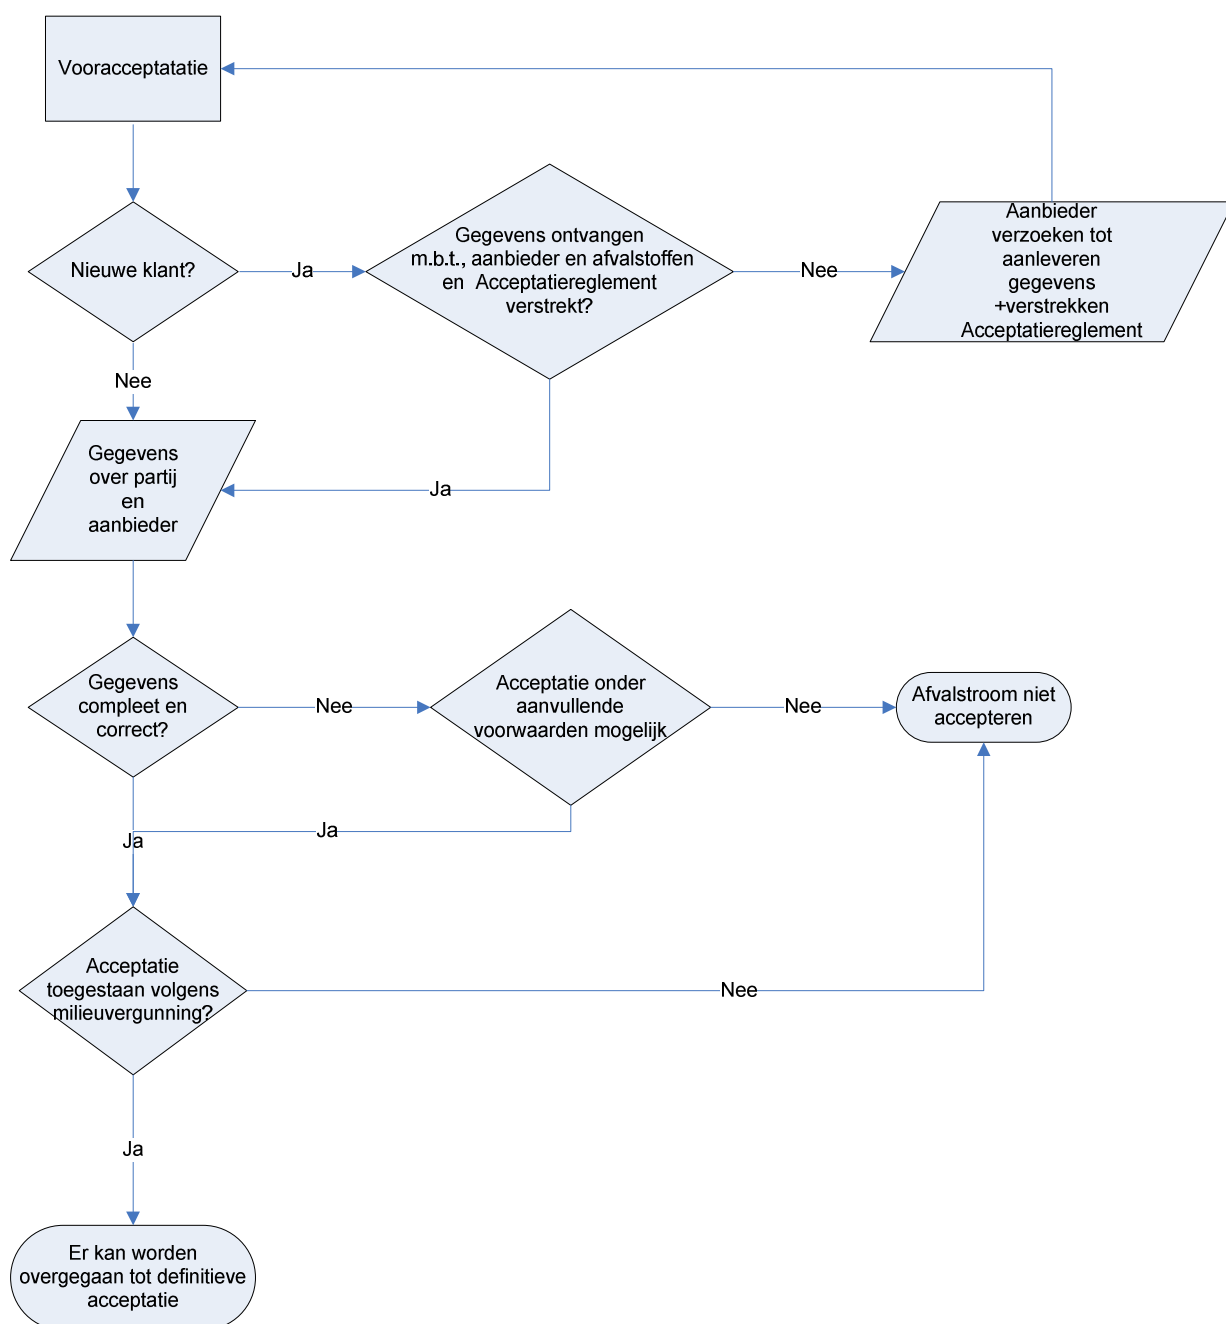 Vooracceptatatie
Nieuwe klant?
Ja
Gegevens ontvangen
m.b.t., aanbieder en afvalstoffen
en Acceptatiereglement
verstrekt?
Nee
Aanbieder
verzoeken tot
aanleveren
gegevens
+verstrekken
Acceptatiereglement
Nee
Gegevens
over partij
en
aanbieder
Ja
Gegevens
compleet en
correct?
Nee
Acceptatie onder
aanvullende
voorwaarden mogelijk
Nee
Afvalstroom niet
accepteren
Ja
Ja
Acceptatie
toegestaan volgens
milieuvergunning?
Nee
Ja
Er kan worden
overgegaan tot definitieve
acceptatie